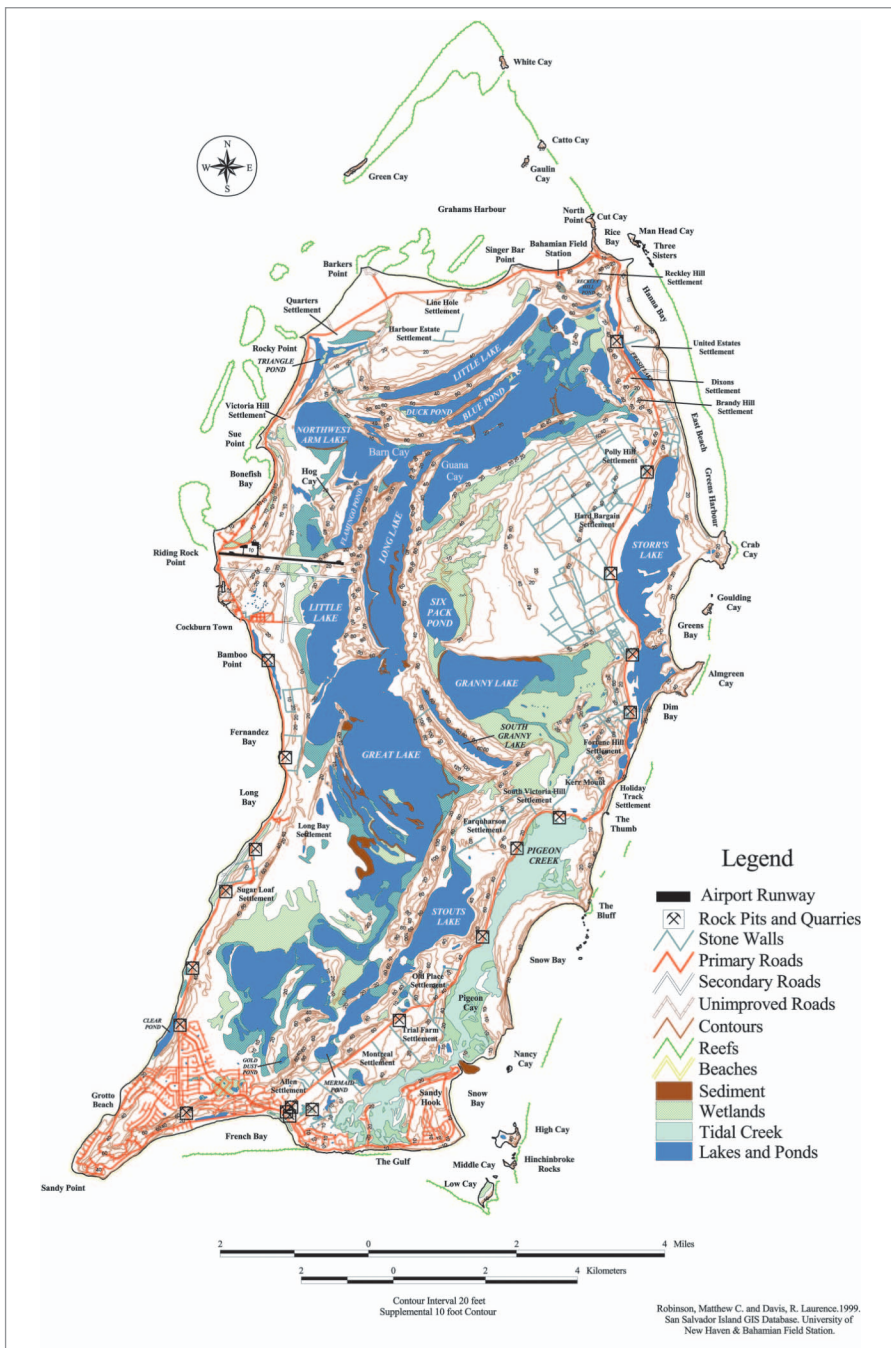 White Cay
N
W E
S
Catto Cay
Gaulin
Cay
Green Cay
Grahams Harbour
North
Point
Cut Cay
Rice
Bay
Man Head Cay
Three
Sisters
Singer Bar
Point
Bahamian Field
Station
Barkers
Point
Reckley Hill
Settlement
Hanna Bay
Quarters
Settlement
Line Hole
Settlement
Harbour Estate
Settlement
Rocky Point
TRIANGLE
POND
LITTLE LAKE
United Estates
Settlement
Dixons
Settlement
Brandy Hill
Settlement
Victoria Hill
Settlement
DUCK POND
BLUE POND
NORTHWEST
ARM LAKE
Sue
Point
Barn Cay
Guana
Cay
East Beach
Polly Hill
Settlement
Bonefish
Bay
Hog
Cay
FLAMINGO POND
LONG LAKE
Greens Harbour
Hard Bargain
Settlement
Riding Rock
Point
STORR'S
LAKE
Crab
Cay
LITTLE
LAKE
SIX
PACK
POND
Goulding
Cay
Cockburn Town
Greens
Bay
Bamboo
Point
GRANNY LAKE
Almgreen
Cay
Dim
Bay
Fernandez
Bay
SOUTH
GRANNY
LAKE
GREAT LAKE
Fortune Hill
Settlement
Kerr Mount
Long
Bay
South Victoria Hill
Settlement
Holiday
Track
Settlement
Long Bay
Settlement
Farquharson
Settlement
The
Thumb
PIGEON
CREEK
Sugar Loaf
Settlement
STOUTS
LAKE
The
Bluff
Snow Bay
Old Place
Settlement
Pigeon
Cay
CLEAR
POND
Trial Farm
Settlement
GOLD
DUST
POND
Montreal
Settlement
Nancy
Cay
Allen
Settlement
MERMAID
POND
Grotto
Beach
Sandy
Hook
Snow
Bay
French Bay
High Cay
The Gulf
Middle Cay
Hinchinbroke
Rocks
Sandy Point
Low Cay
Legend
Airport Runway
Rock Pits and Quarries
Stone Walls
Primary Roads
Secondary Roads
Unimproved Roads
Contours
Reefs
Beaches
Sediment
Wetlands
Tidal Creek
Lakes and Ponds
2 0 2 4 Miles
2 0 2 4 Kilometers
Contour Interval 20 feet
Supplemental 10 foot Contour
Robinson, Matthew C. and Davis, R. Laurence.1999.
San Salvador Island GIS Database. University of
New Haven & Bahamian Field Station.